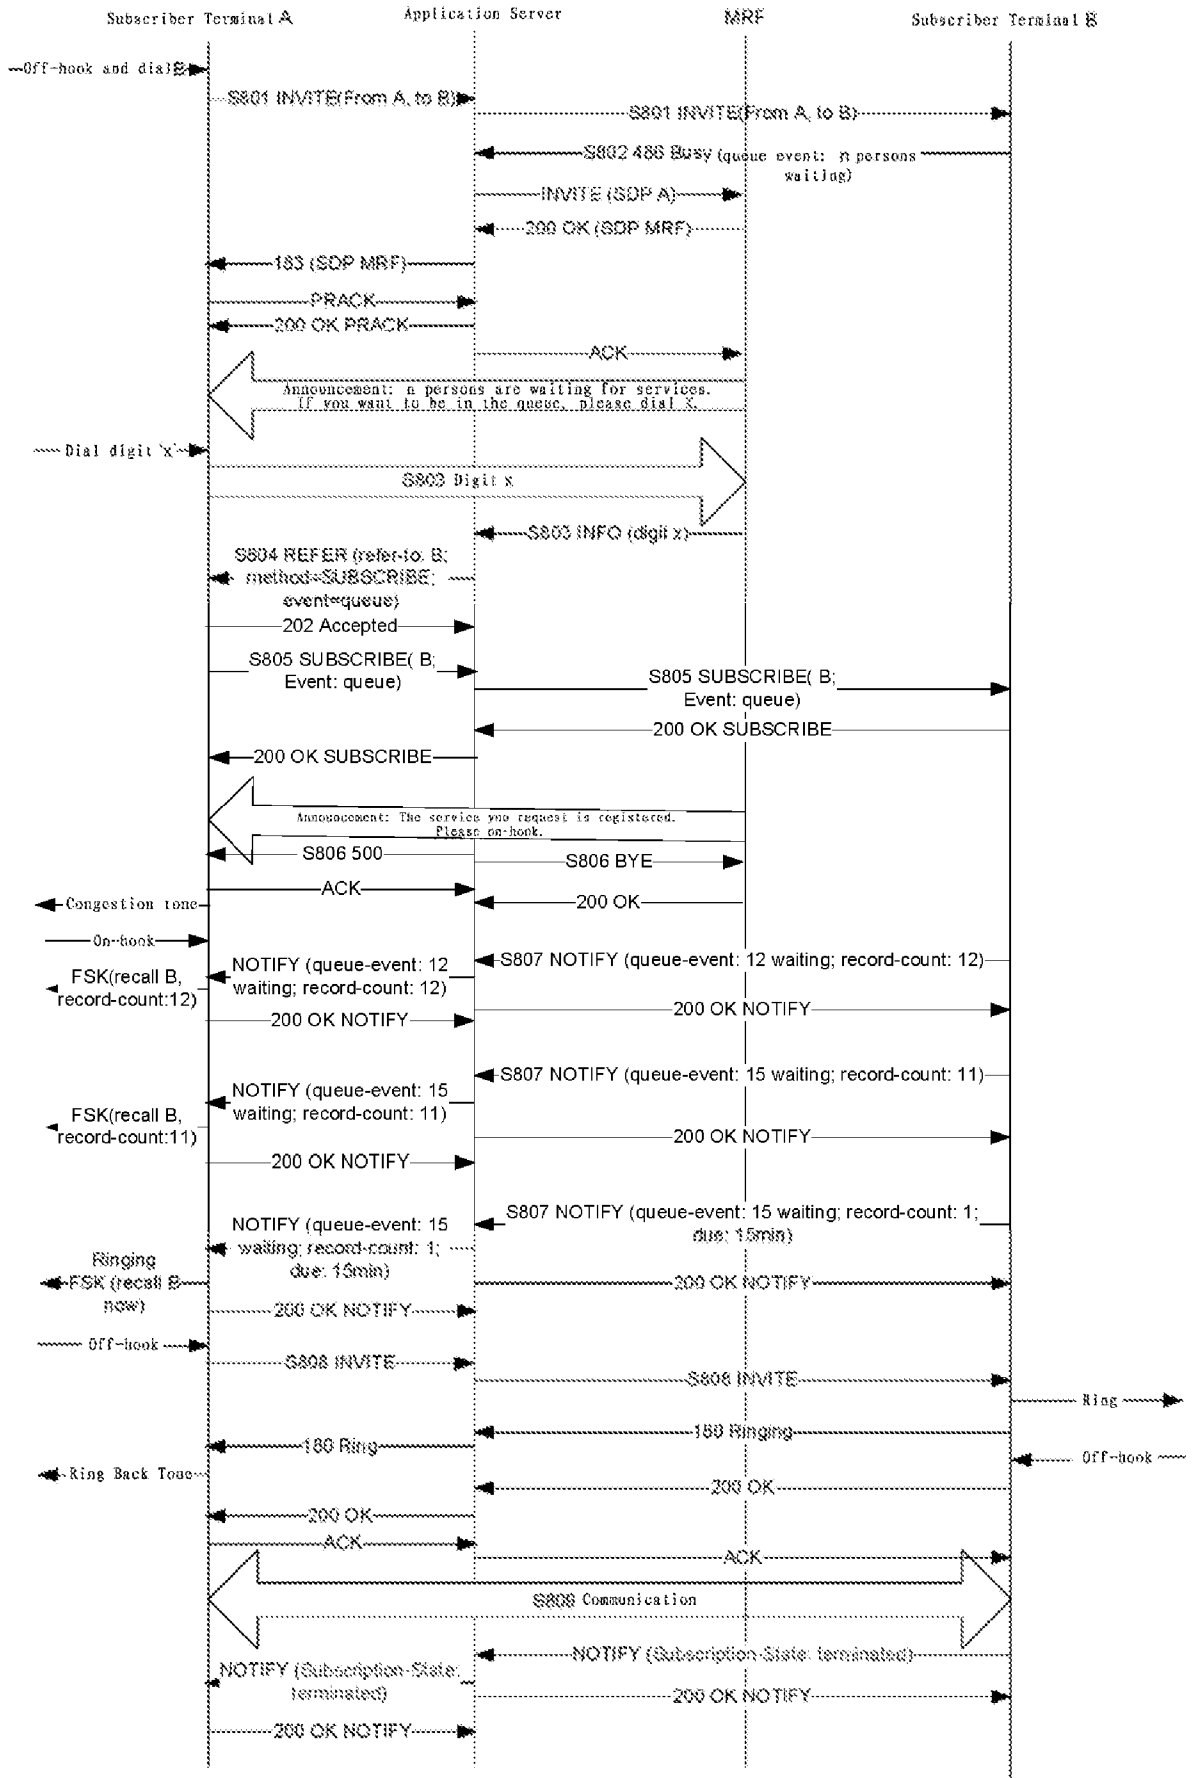 Subscriber Terminal A
Application Server
MRF
Subscriber Terminal B
Off-hook and dial B
S801 INVITE(From A, to B)
S801 INVITE(From A, to B)
S802 486 Busy (queue event: n persons
waiting)
INVITE (SDP A)
200 OK (SDP MRF)
183 (SDP MRF)
PRACK
200 OK PRACK
ACK
Announcement: n persons are waiting for services.
If you want to be in the queue, please dial X.
Dial digit 'x'
S803 Digit x
S803 INFO (digit x)
S804 REFER (refer-to: B;
method=SUBSCRIBE;
event=queue)
202 Accepted
S805 SUBSCRIBE( B;
Event: queue)
S805 SUBSCRIBE( B;
Event: queue)
200 OK SUBSCRIBE
200 OK SUBSCRIBE
Announcement: The service you request is registered.
Please on-hook.
S806 500
S806 BYE
ACK
200 OK
Congestion tone
On-hook
S807 NOTIFY (queue-event: 12 waiting; record-count: 12)
NOTIFY (queue-event: 12
waiting; record-count: 12)
FSK(recall B,
record-count:12)
200 OK NOTIFY
200 OK NOTIFY
S807 NOTIFY (queue-event: 15 waiting; record-count: 11)
NOTIFY (queue-event: 15
waiting; record-count: 11)
FSK(recall B,
record-count:11)
200 OK NOTIFY
200 OK NOTIFY
S807 NOTIFY (queue-event: 15 waiting; record-count: 1;
due: 15min)
NOTIFY (queue-event: 15
waiting; record-count: 1;
due: 15min)
Ringing
FSK (recall B
now)
200 OK NOTIFY
200 OK NOTIFY
Off-hook
S808 INVITE
S808 INVITE
Ring
180 Ringing
180 Ring
Off-hook
Ring Back Tone
200 OK
200 OK
ACK
ACK
S809 Communication
NOTIFY (Subscription-State: terminated)
NOTIFY (Subscription-State:
terminated)
200 OK NOTIFY
200 OK NOTIFY